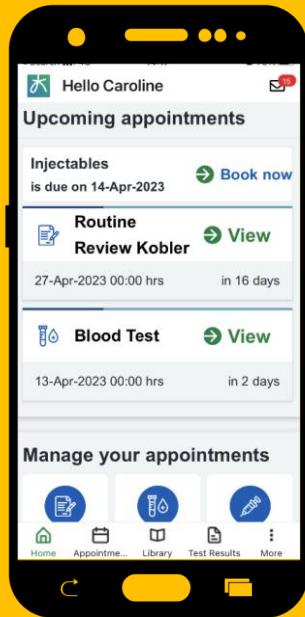 Hello Caroline
15
Upcoming appointments
Injectables
is due on 14-Apr-2023
Book now
Routine
Review Kobler
View
27-Apr-2023 00:00 hrs
in 16 days
Blood Test
View
13-Apr-2023 00:00 hrs
in 2 days
Manage your appointments
Home
Appointme...
Library
Test Results
More